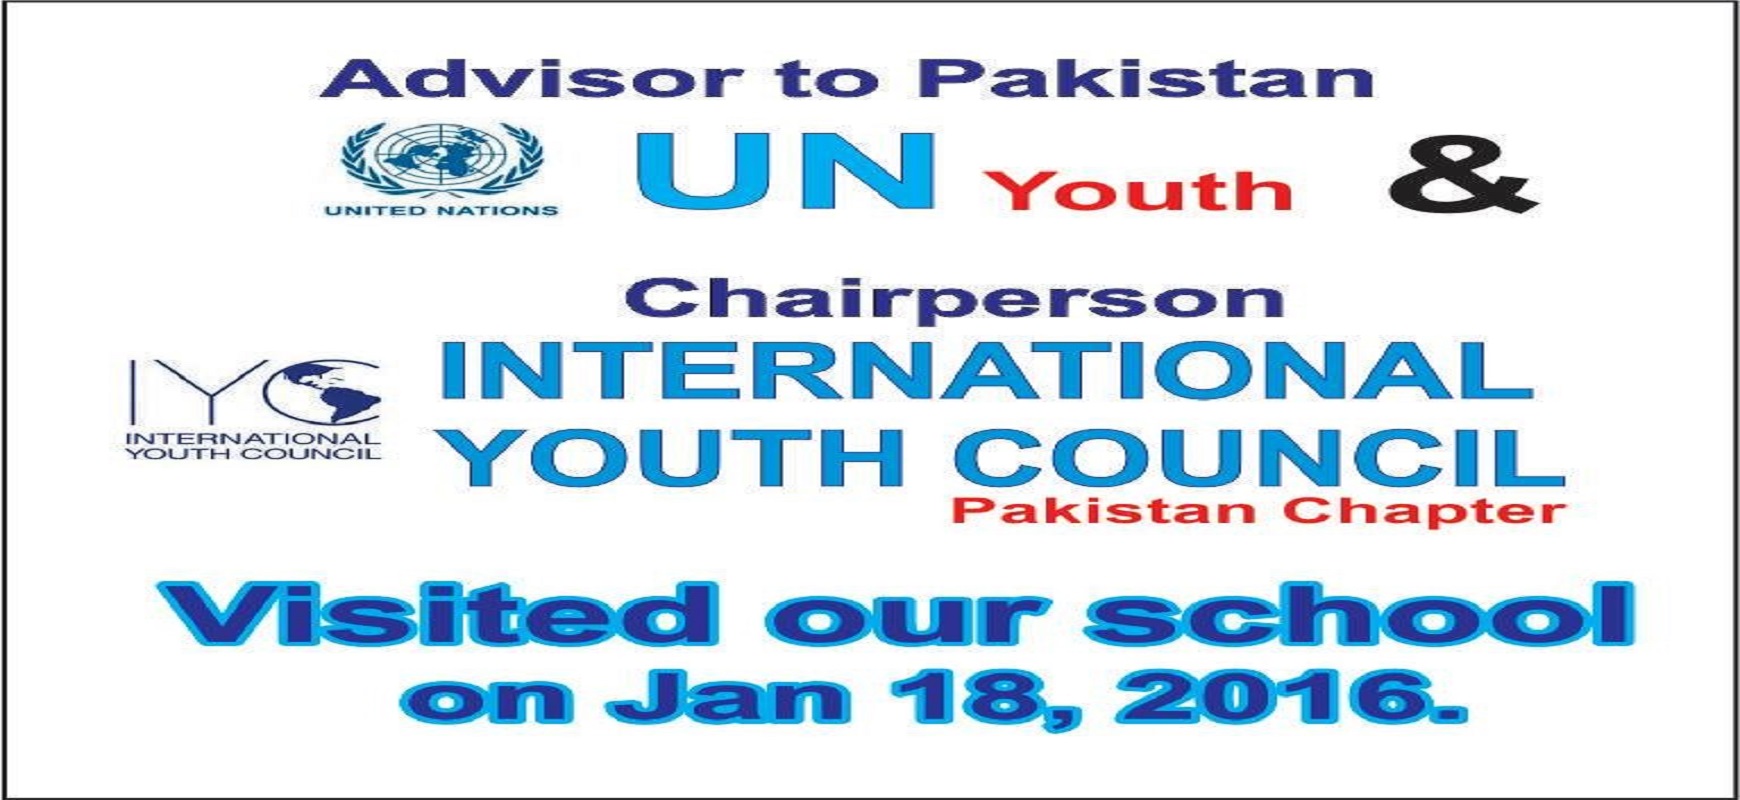 Advisor to Pakistan
UNITED NATIONS
UN Youth &
Chairperson
IYC
INTERNATIONAL
YOUTH COUNCIL
INTERNATIONAL
YOUTH COUNCIL
Pakistan Chapter
Visited our school
on Jan 18, 2016.